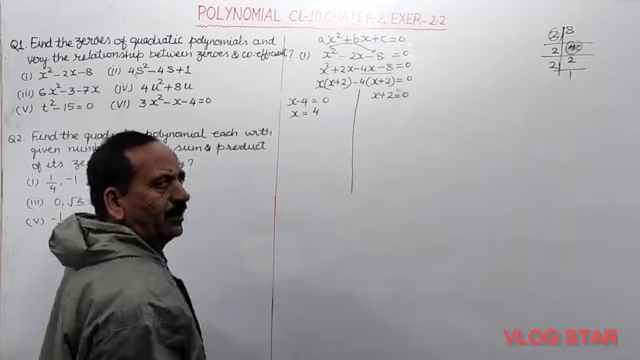 POLYNOMIAL CL-10 CHATER-2, EXER-2.2
Q1. Find the zeroes of quadiatic polynomials and
very the relationship between zeroes & co-efficient?
(i) x²-2x-8 (ii) 4S²-4S+1
(iii) 6x²-3-7x (iv) 4u²+8u
(v) t²-15=0 (vi) 3x²-x-4=0
Q2. Find the quad polynomial each with
given num sum & product
of its ze ?
(i) 1/4, -1
(iii) 0, √5
(v) -1
ax²+bx+c=0
(i) x²-2x-8=0
x²+2x-4x-8=0
x(x+2)-4(x+2)=0
x-4=0
x=4
x+2=0
2 8
2 4
2 2
1
VLOG STAR